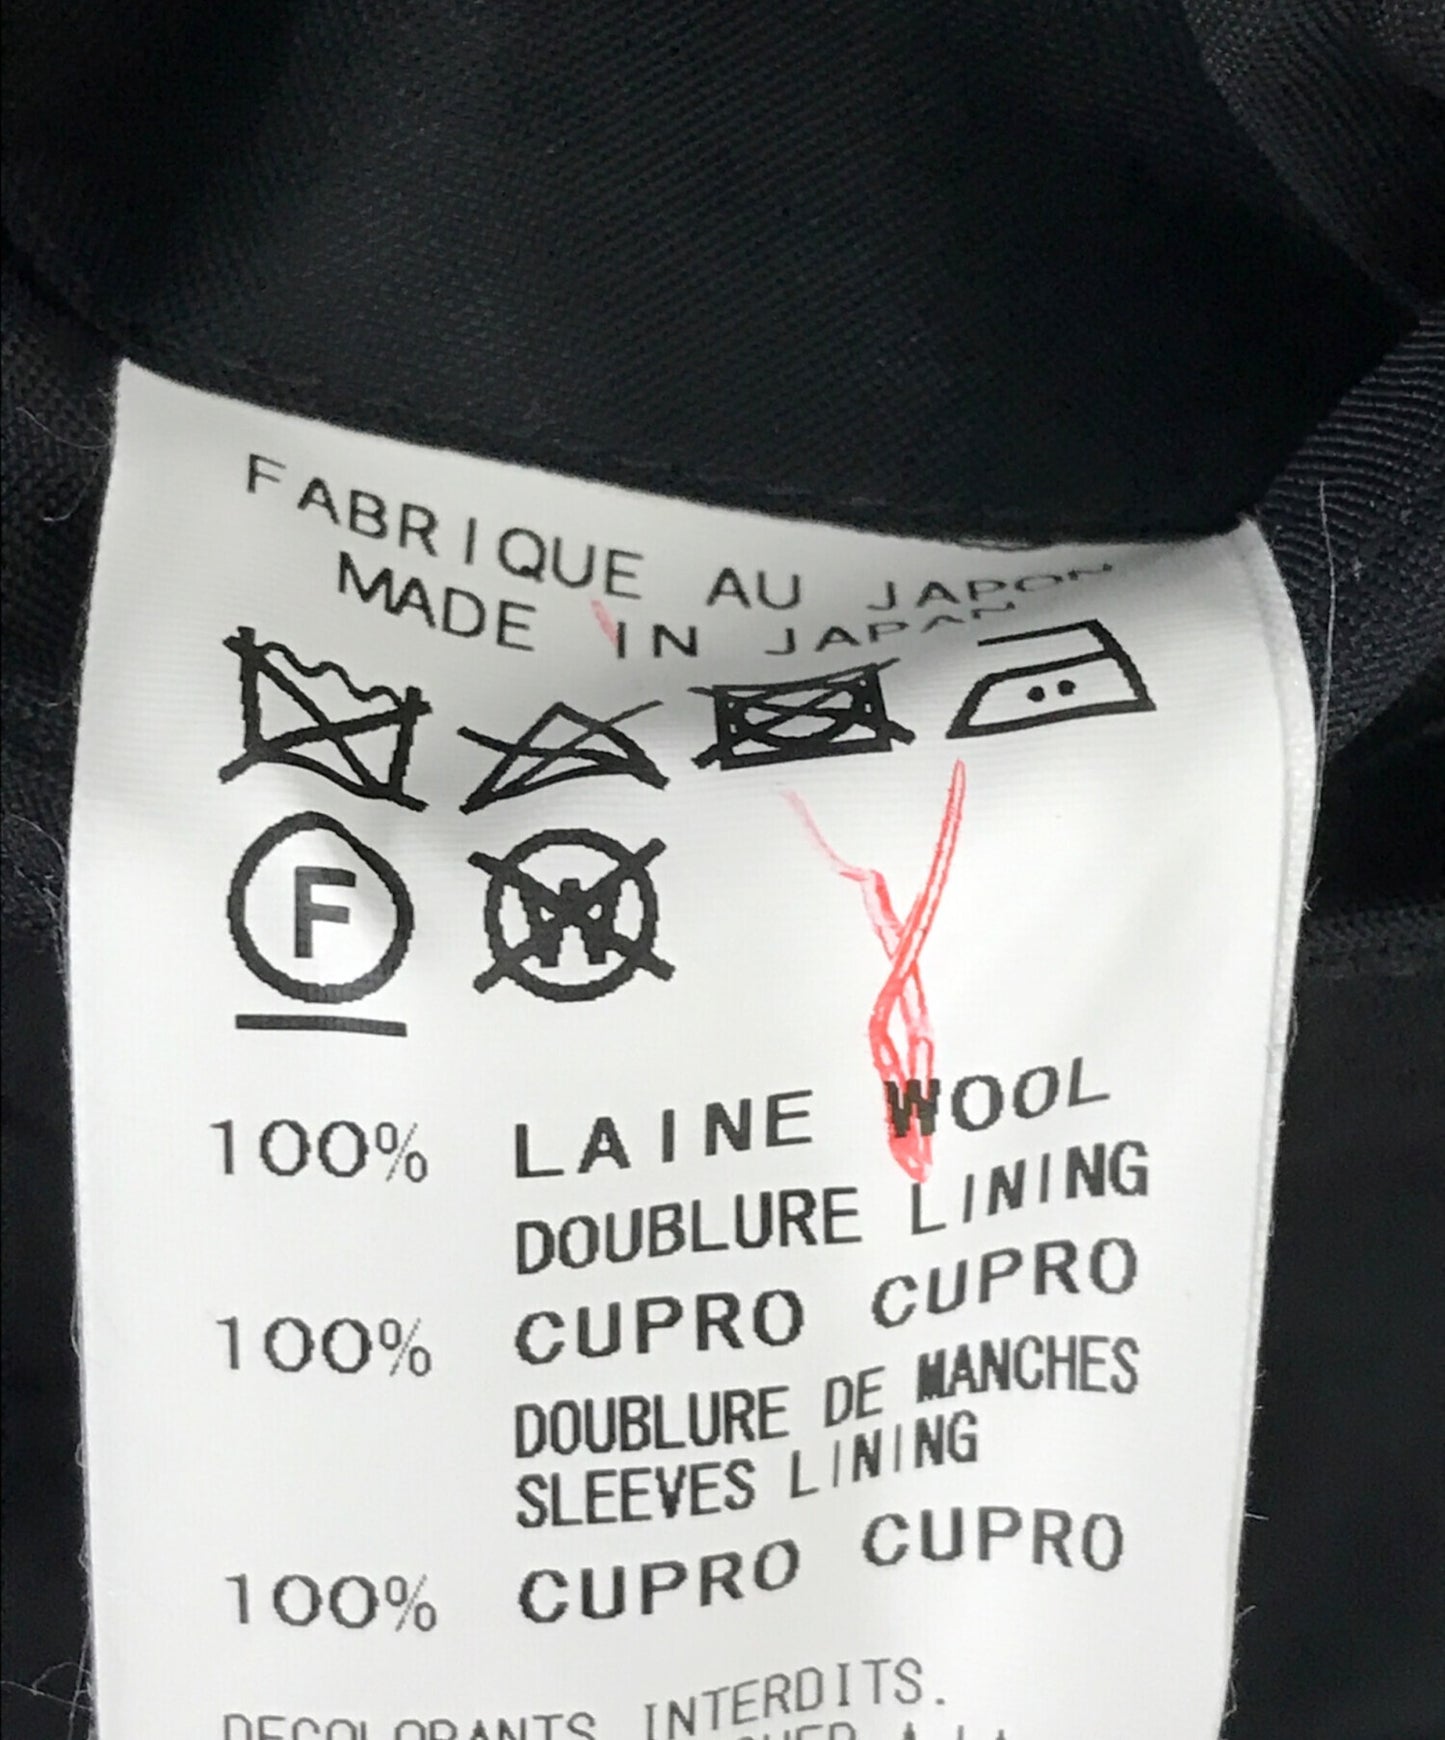 FABRIQUE AU JAPON
MADE IN JAPAN
F W
100% LAINE WOOL
DOUBLURE LINING
100% CUPRO CUPRO
DOUBLURE DE MANCHES
SLEEVES LINING
100% CUPRO CUPRO
DECOLORANTS INTERDITS.